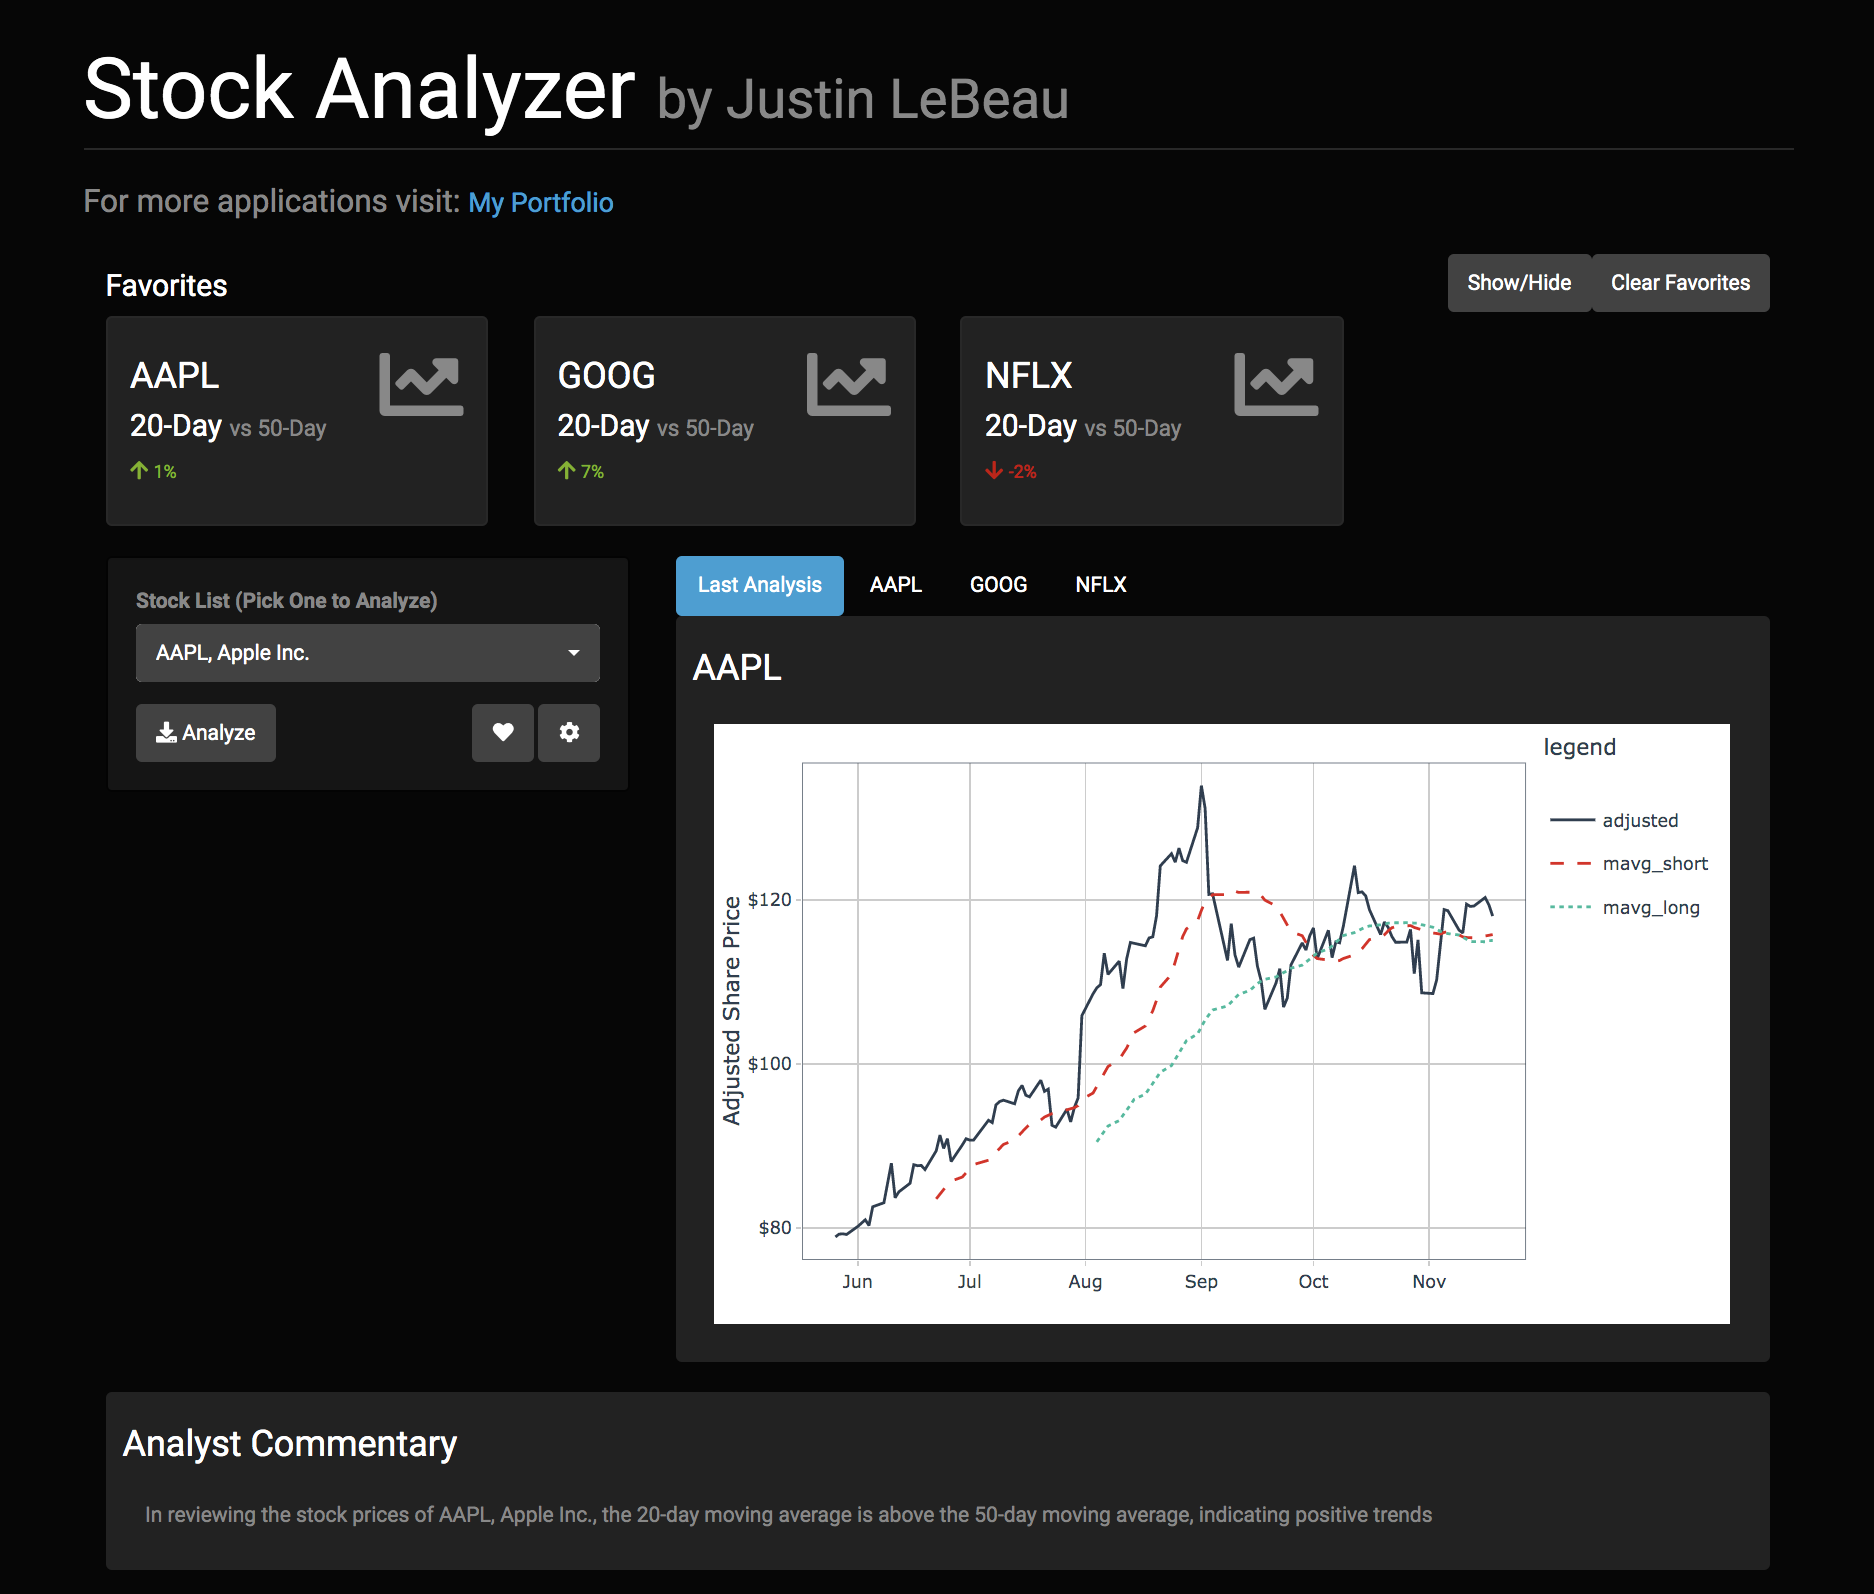 Stock Analyzer by Justin LeBeau
For more applications visit: My Portfolio
Favorites
Show/Hide
Clear Favorites
AAPL
20-Day vs 50-Day
1%
GOOG
20-Day vs 50-Day
7%
NFLX
20-Day vs 50-Day
-2%
Stock List (Pick One to Analyze)
AAPL, Apple Inc.
Analyze
Last Analysis
AAPL
GOOG
NFLX
AAPL
legend
adjusted
mavg_short
mavg_long
Adjusted Share Price
$120
$100
$80
Jun
Jul
Aug
Sep
Oct
Nov
Analyst Commentary
In reviewing the stock prices of AAPL, Apple Inc., the 20-day moving average is above the 50-day moving average, indicating positive trends